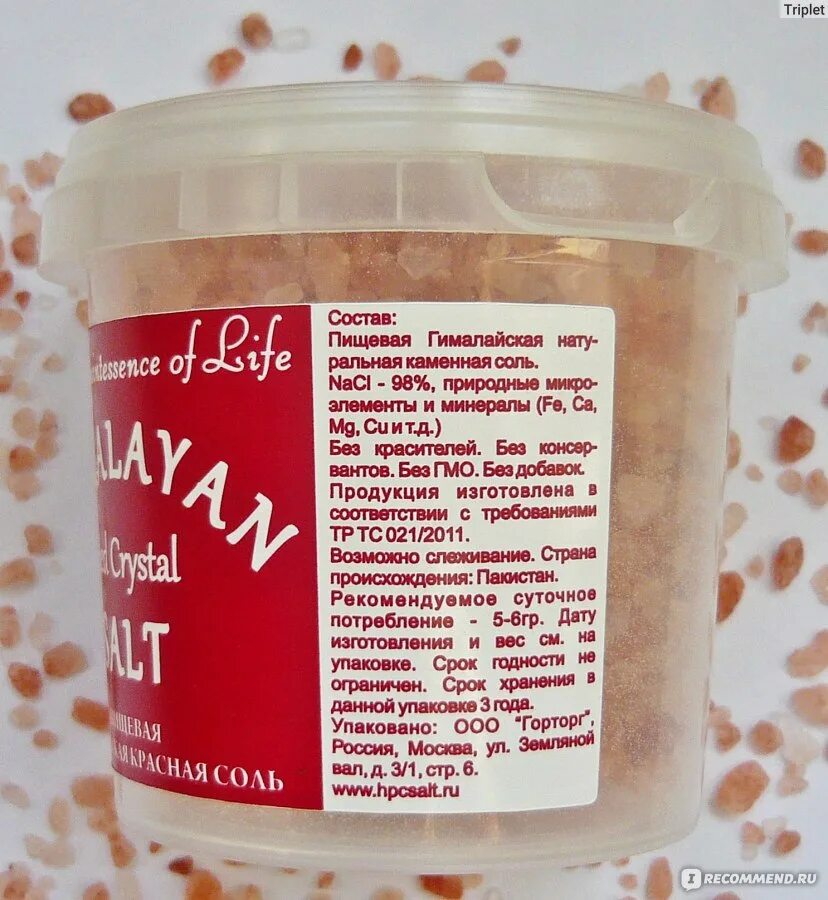 Triplet
of Life
Crystal
КРАСНАЯ СОЛЬ
Состав:
Пищевая Гималайская нату-
ральная каменная соль.
NaCl - 98%, природные микро-
элементы и минералы (Fe, Ca,
Mg, Cu и т.д.)
Без красителей. Без консер-
вантов. Без ГМО. Без добавок.
Продукция изготовлена в
соответствии с требованиями
ТР ТС 021/2011.
Возможно слеживание. Страна
происхождения: Пакистан.
Рекомендуемое суточное
потребление - 5-6гр. Дату
изготовления и вес см. на
упаковке. Срок годности не
ограничен. Срок хранения в
данной упаковке 3 года.
Упаковано: ООО "Горторг",
Россия, Москва, ул. Земляной
вал, д. 3/1, стр. 6.
www.hpcsalt.ru
IRECOMMEND.RU